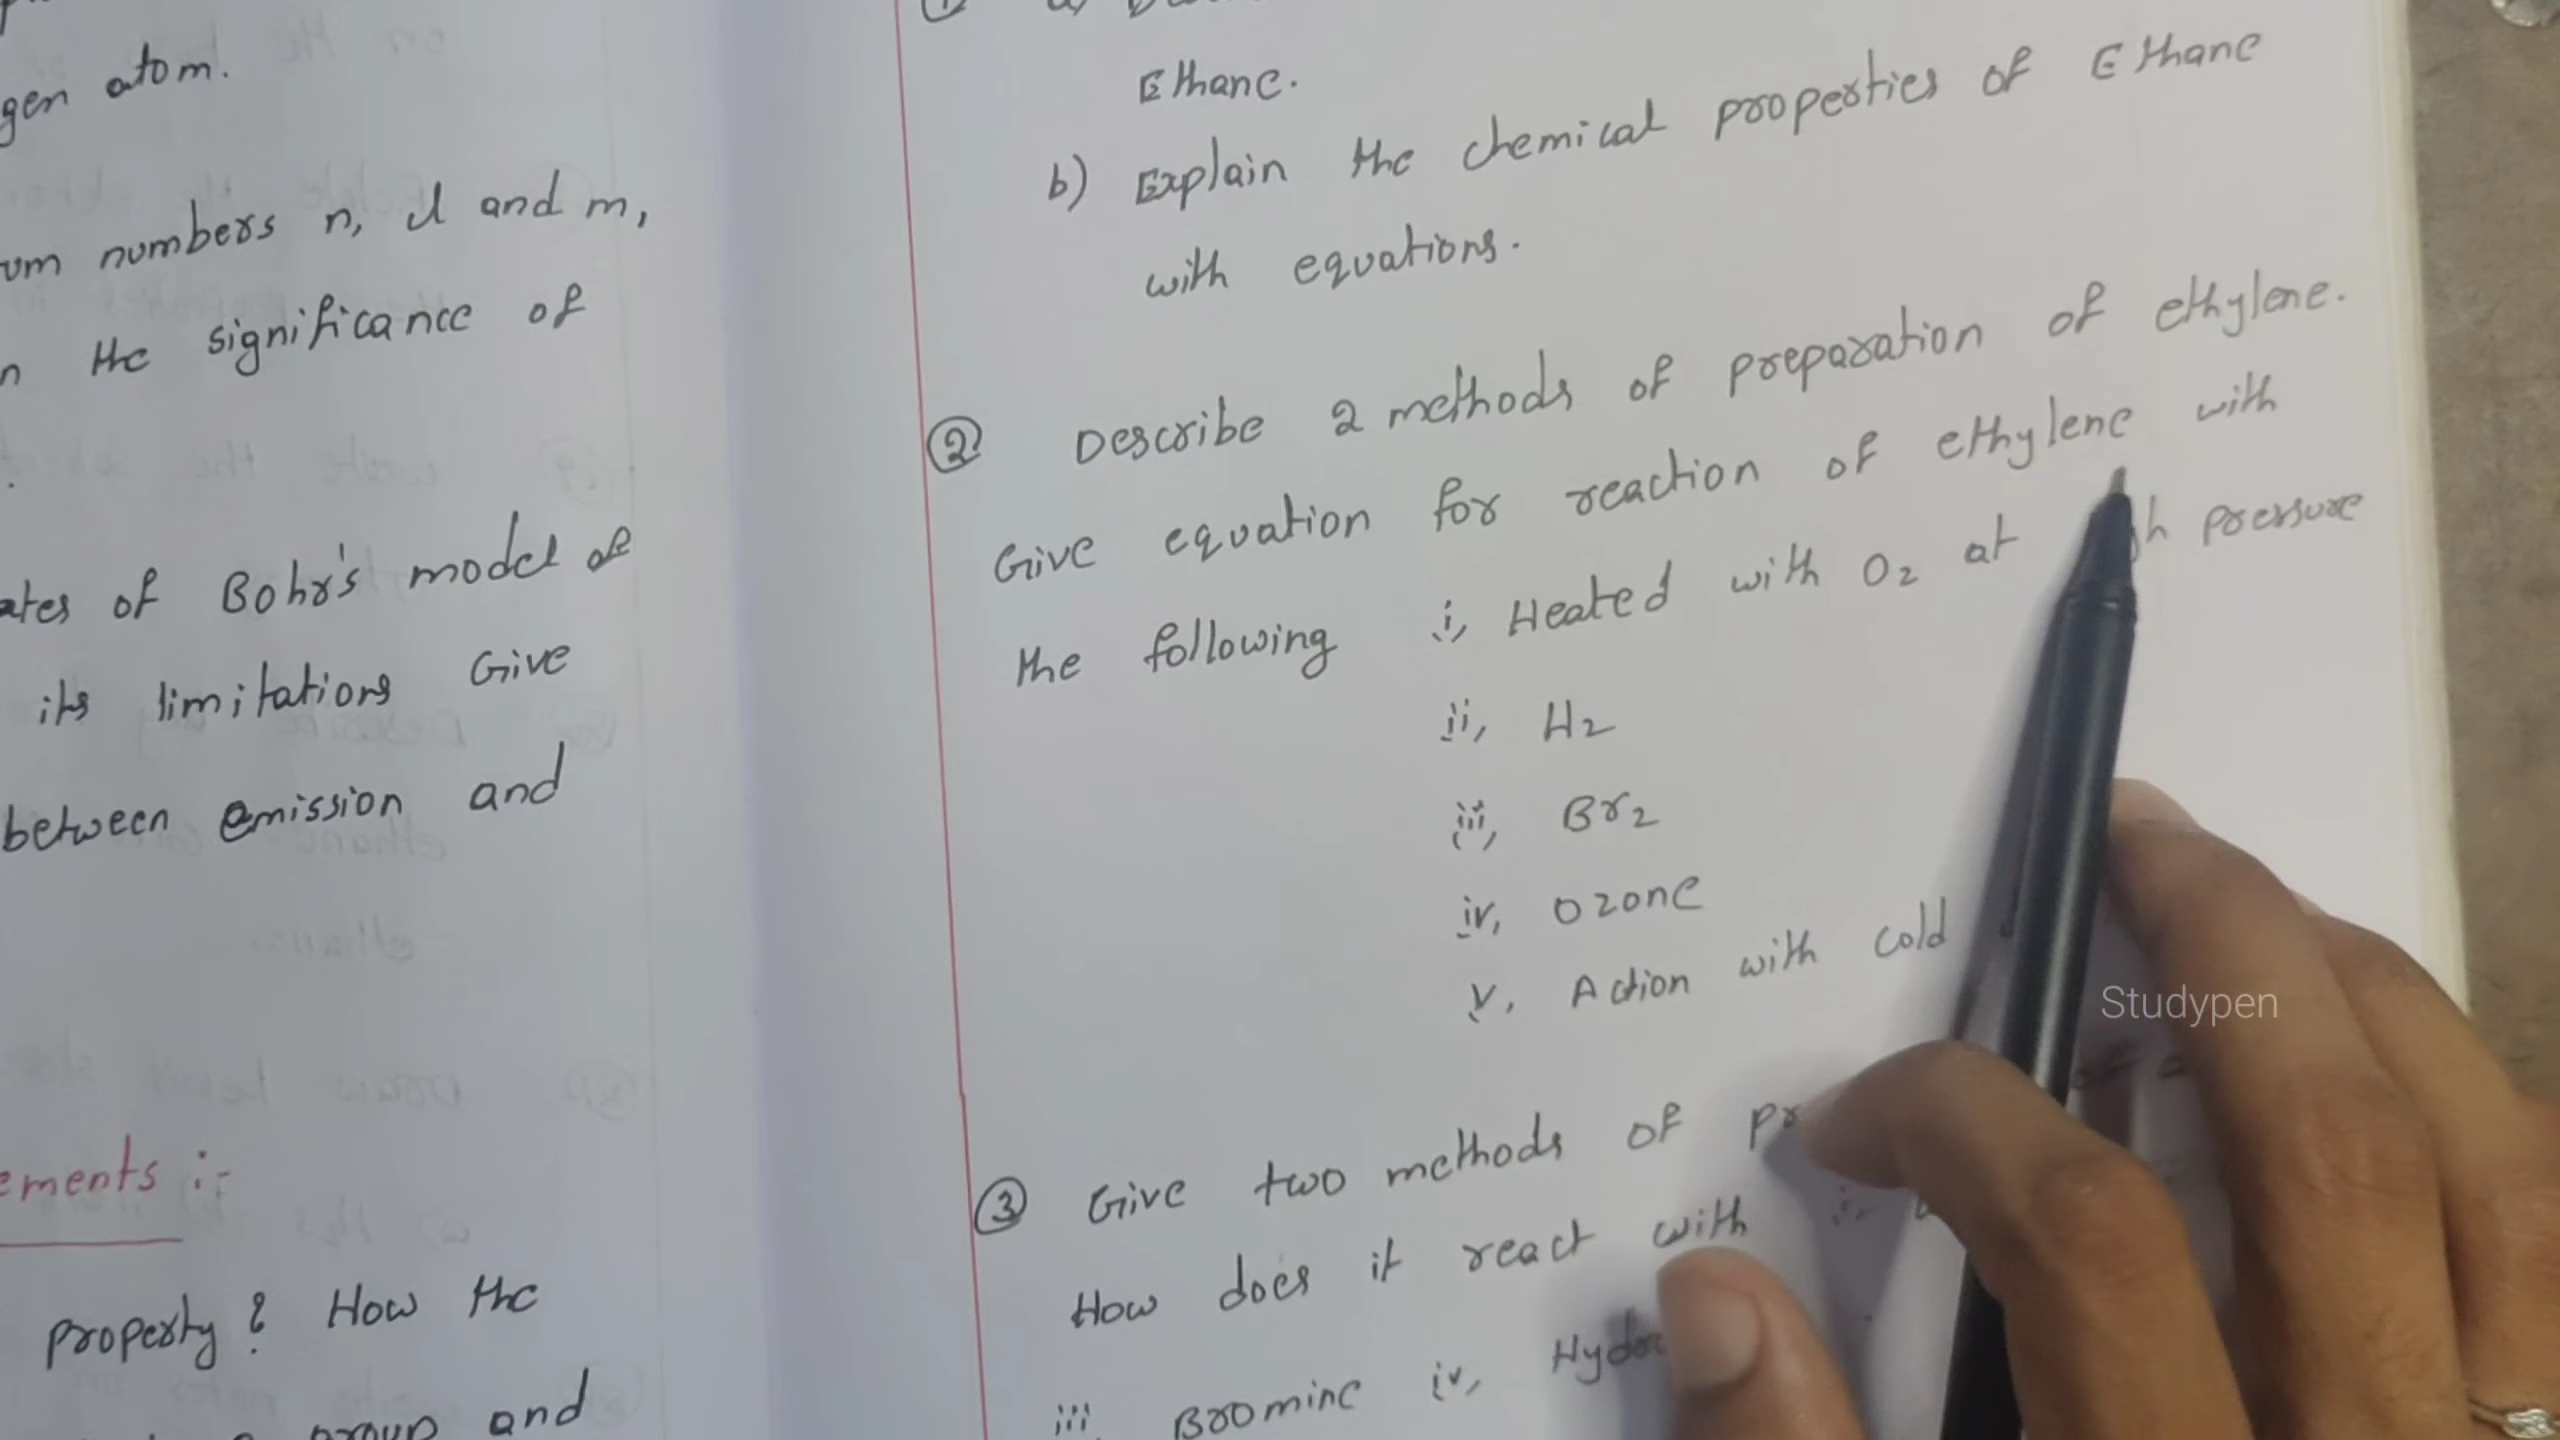 gen atom.
um numbers n, l and m,
n the significance of
ates of Bohr's model of
its limitations Give
between emission and
ements :-
property? How the
group and
Ethane.
b) Explain the chemical properties of Ethane
with equations.
② Describe 2 methods of preparation of ethylene.
Give equation for reaction of ethylene with
the following i, Heated with O2 at pressure
ii, H2
iii, Br2
iv, Ozone
v, Action with cold
Studypen
③ Give two methods of
How does it react with i,
iii Bromine iv,